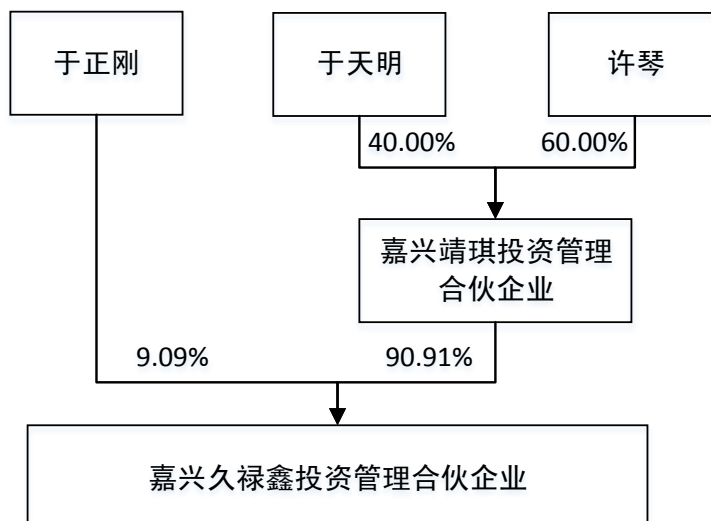 于正刚
于天明
许琴
40.00%
60.00%
嘉兴靖琪投资管理
合伙企业
9.09%
90.91%
嘉兴久禄鑫投资管理合伙企业